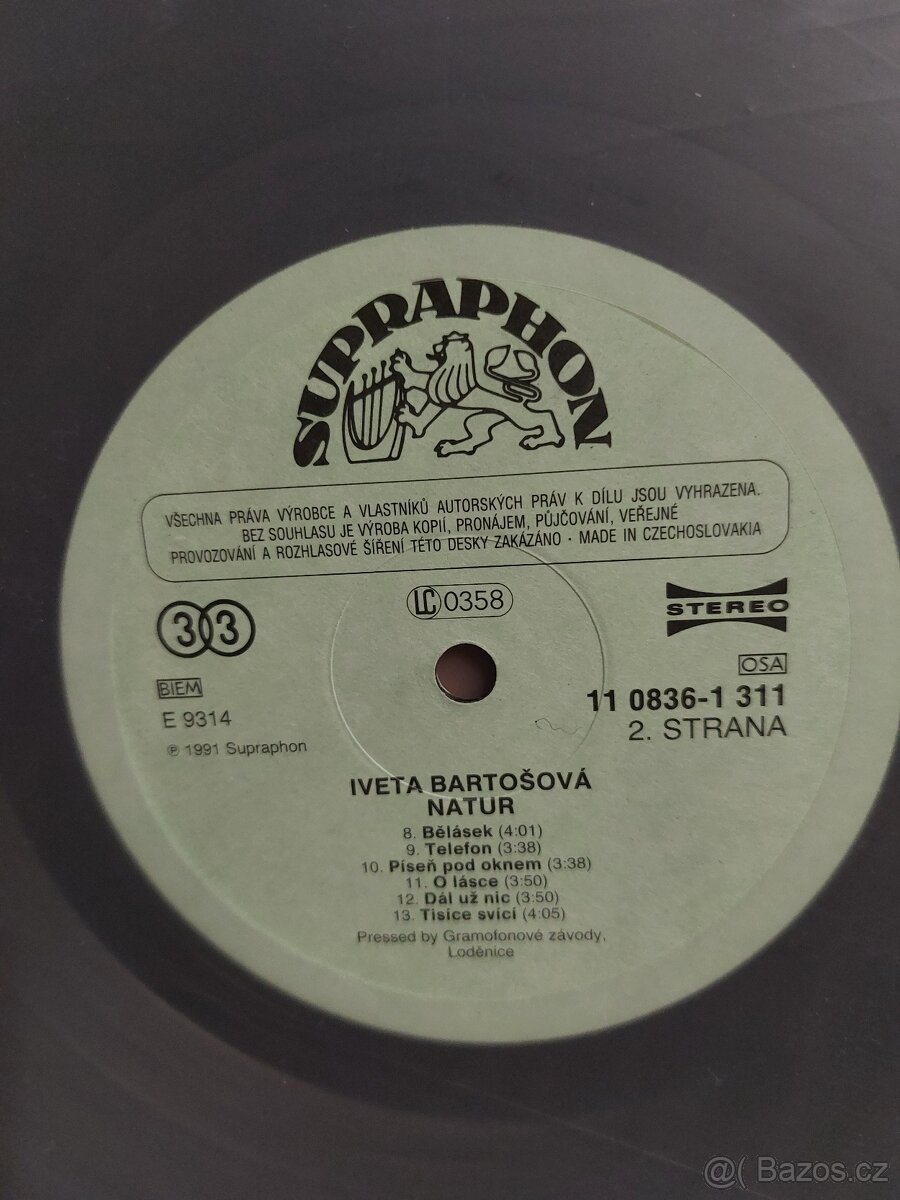 SUPRAPHON
VŠECHNA PRÁVA VÝROBCE A VLASTNÍKŮ AUTORSKÝCH PRÁV K DÍLU JSOU VYHRAZENA.
BEZ SOUHLASU JE VÝROBA KOPIÍ, PRONÁJEM, PŮJČOVÁNÍ, VEŘEJNÉ
PROVOZOVÁNÍ A ROZHLASOVÉ ŠÍŘENÍ TÉTO DESKY ZAKÁZÁNO · MADE IN CZECHOSLOVAKIA
LC 0358
33
STEREO
BIEM
OSA
E 9314
11 0836-1 311
℗ 1991 Supraphon
2. STRANA
IVETA BARTOŠOVÁ
NATUR
8. Bělásek (4:01)
9. Telefon (3:38)
10. Píseň pod oknem (3:38)
11. O lásce (3:50)
12. Dál už nic (3:50)
13. Tisíce svící (4:05)
Pressed by Gramofonové závody,
Loděnice
@( Bazos.cz